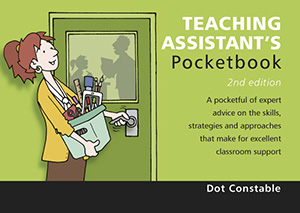 TEACHING
ASSISTANT'S
Pocketbook
2nd edition
A pocketful of expert
advice on the skills,
strategies and approaches
that make for excellent
classroom support
Dot Constable